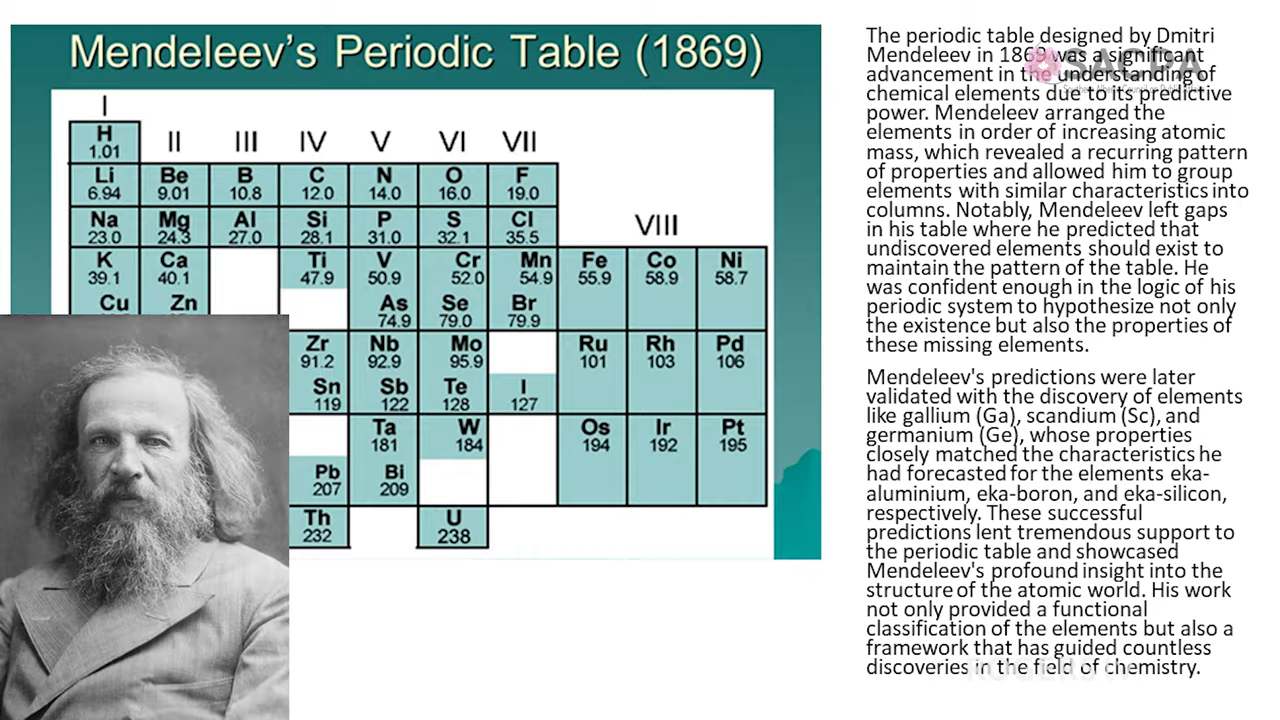 Mendeleev's Periodic Table (1869)
I
H II III IV V VI VII
1.01
Li Be B C N O F
6.94 9.01 10.8 12.0 14.0 16.0 19.0
Na Mg Al Si P S Cl VIII
23.0 24.3 27.0 28.1 31.0 32.1 35.5
K Ca Ti V Cr Mn Fe Co Ni
39.1 40.1 47.9 50.9 52.0 54.9 55.9 58.9 58.7
Cu Zn As Se Br
74.9 79.0 79.9
Zr Nb Mo Ru Rh Pd
91.2 92.9 95.9 101 103 106
Sn Sb Te I
119 122 128 127
Ta W Os Ir Pt
181 184 194 192 195
Pb Bi
207 209
Th U
232 238
The periodic table designed by Dmitri
Mendeleev in 1869 was a significant
advancement in the understanding of
chemical elements due to its predictive
power. Mendeleev arranged the
elements in order of increasing atomic
mass, which revealed a recurring pattern
of properties and allowed him to group
elements with similar characteristics into
columns. Notably, Mendeleev left gaps
in his table where he predicted that
undiscovered elements should exist to
maintain the pattern of the table. He
was confident enough in the logic of his
periodic system to hypothesize not only
the existence but also the properties of
these missing elements.
Mendeleev's predictions were later
validated with the discovery of elements
like gallium (Ga), scandium (Sc), and
germanium (Ge), whose properties
closely matched the characteristics he
had forecasted for the elements eka-
aluminium, eka-boron, and eka-silicon,
respectively. These successful
predictions lent tremendous support to
the periodic table and showcased
Mendeleev's profound insight into the
structure of the atomic world. His work
not only provided a functional
classification of the elements but also a
framework that has guided countless
discoveries in the field of chemistry.
SACPA